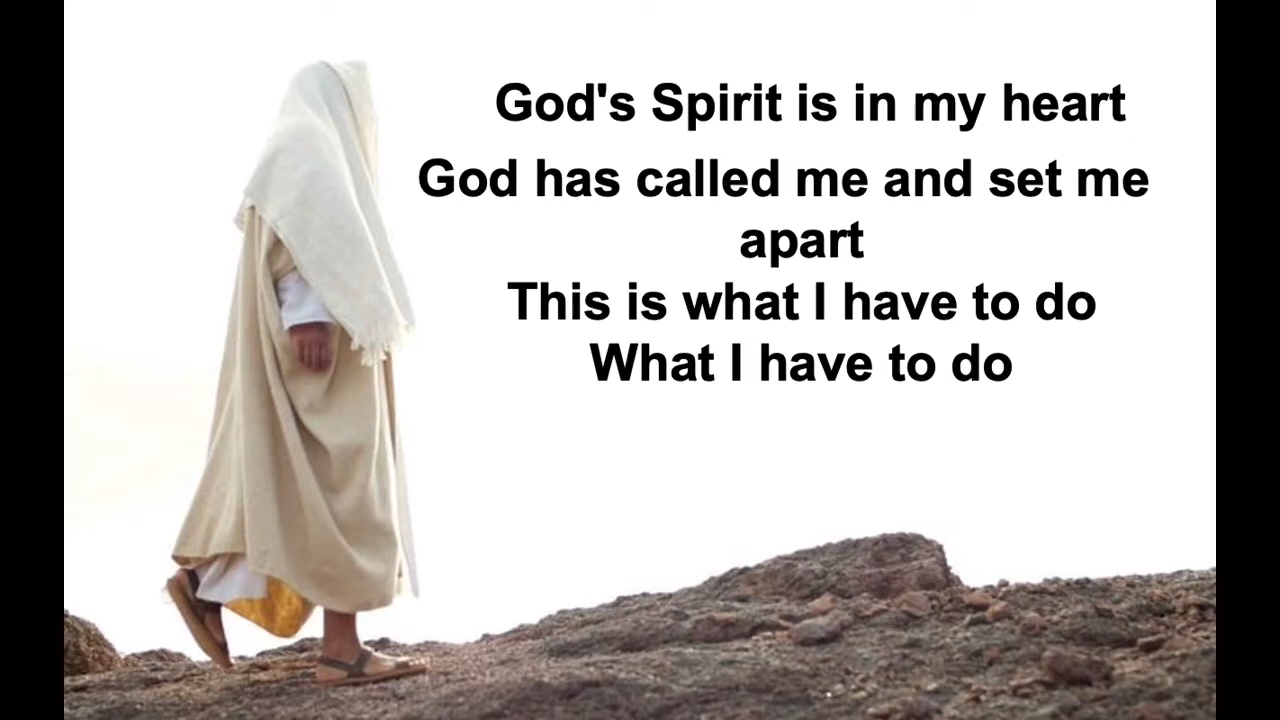 God's Spirit is in my heart
God has called me and set me
apart
This is what I have to do
What I have to do